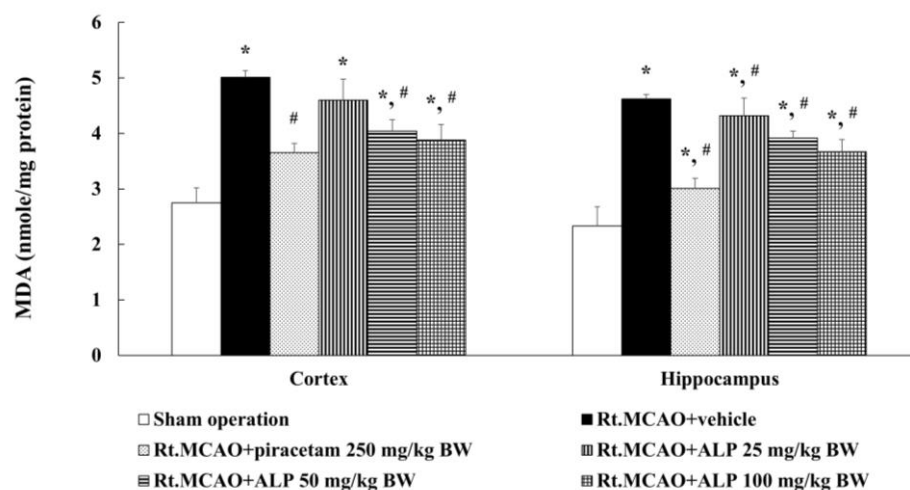 MDA (nmole/mg protein)
6
5
4
3
2
1
0
*
#
*
*, #
*, #
*
*, #
*, #
*, #
*, #
Cortex
Hippocampus
Sham operation
Rt.MCAO+vehicle
Rt.MCAO+piracetam 250 mg/kg BW
Rt.MCAO+ALP 25 mg/kg BW
Rt.MCAO+ALP 50 mg/kg BW
Rt.MCAO+ALP 100 mg/kg BW